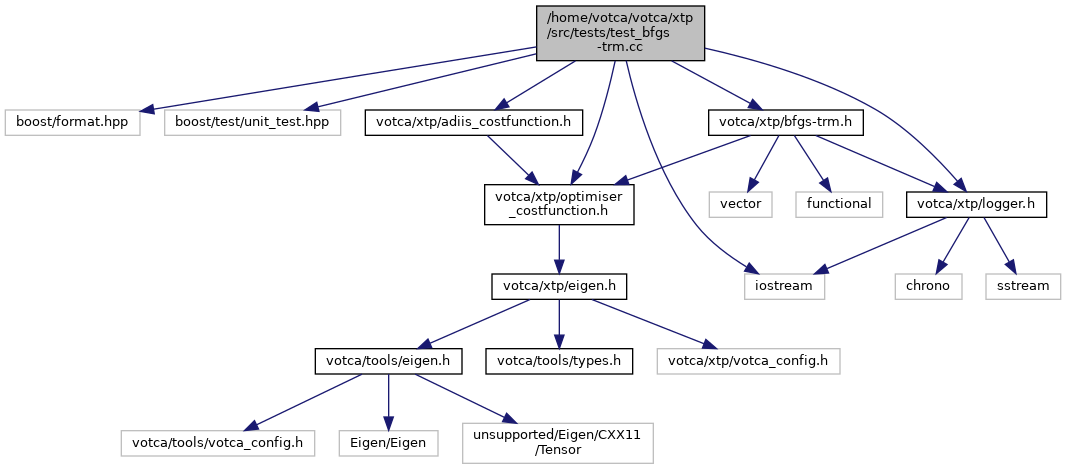 /home/votca/votca/xtp
/src/tests/test_bfgs
-trm.cc
boost/format.hpp
boost/test/unit_test.hpp
votca/xtp/adiis_costfunction.h
votca/xtp/bfgs-trm.h
votca/xtp/optimiser
_costfunction.h
vector
functional
votca/xtp/logger.h
votca/xtp/eigen.h
iostream
chrono
sstream
votca/tools/eigen.h
votca/tools/types.h
votca/xtp/votca_config.h
votca/tools/votca_config.h
Eigen/Eigen
unsupported/Eigen/CXX11
/Tensor